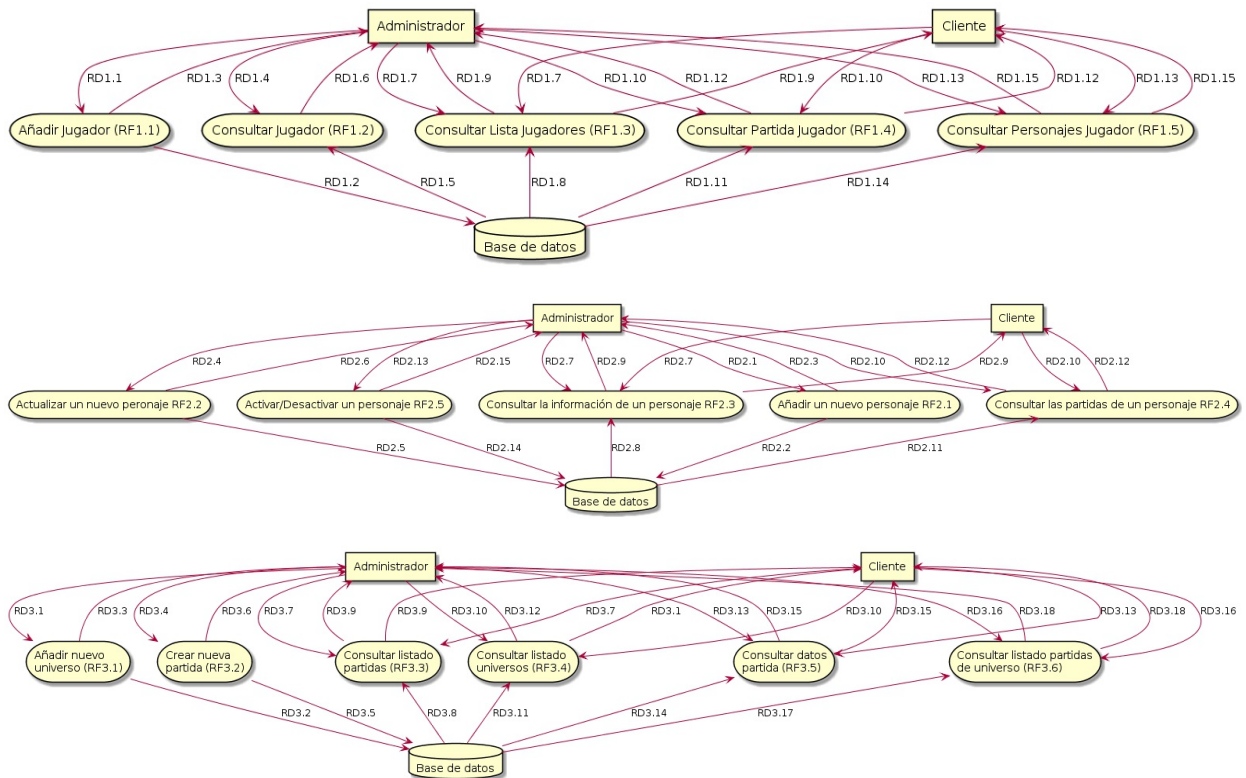 Administrador
Cliente
RD1.1
RD1.3
RD1.4
RD1.6
RD1.7
RD1.9
RD1.10
RD1.12
RD1.13
RD1.15
RD1.7
RD1.9
RD1.10
RD1.12
RD1.13
RD1.15
Añadir Jugador (RF1.1)
Consultar Jugador (RF1.2)
Consultar Lista Jugadores (RF1.3)
Consultar Partida Jugador (RF1.4)
Consultar Personajes Jugador (RF1.5)
RD1.2
RD1.5
RD1.8
RD1.11
RD1.14
Base de datos
Administrador
Cliente
RD2.4
RD2.6
RD2.13
RD2.15
RD2.7
RD2.9
RD2.7
RD2.1
RD2.3
RD2.10
RD2.12
RD2.9
RD2.10
RD2.12
Actualizar un nuevo peronaje RF2.2
Activar/Desactivar un personaje RF2.5
Consultar la información de un personaje RF2.3
Añadir un nuevo personaje RF2.1
Consultar las partidas de un personaje RF2.4
RD2.5
RD2.14
RD2.8
RD2.2
RD2.11
Base de datos
Administrador
Cliente
RD3.1
RD3.3
RD3.4
RD3.6
RD3.7
RD3.9
RD3.9
RD3.10
RD3.12
RD3.7
RD3.1
RD3.13
RD3.15
RD3.10
RD3.15
RD3.16
RD3.18
RD3.13
RD3.18
RD3.16
Añadir nuevo
universo (RF3.1)
Crear nueva
partida (RF3.2)
Consultar listado
partidas (RF3.3)
Consultar listado
universos (RF3.4)
Consultar datos
partida (RF3.5)
Consultar listado partidas
de universo (RF3.6)
RD3.2
RD3.5
RD3.8
RD3.11
RD3.14
RD3.17
Base de datos